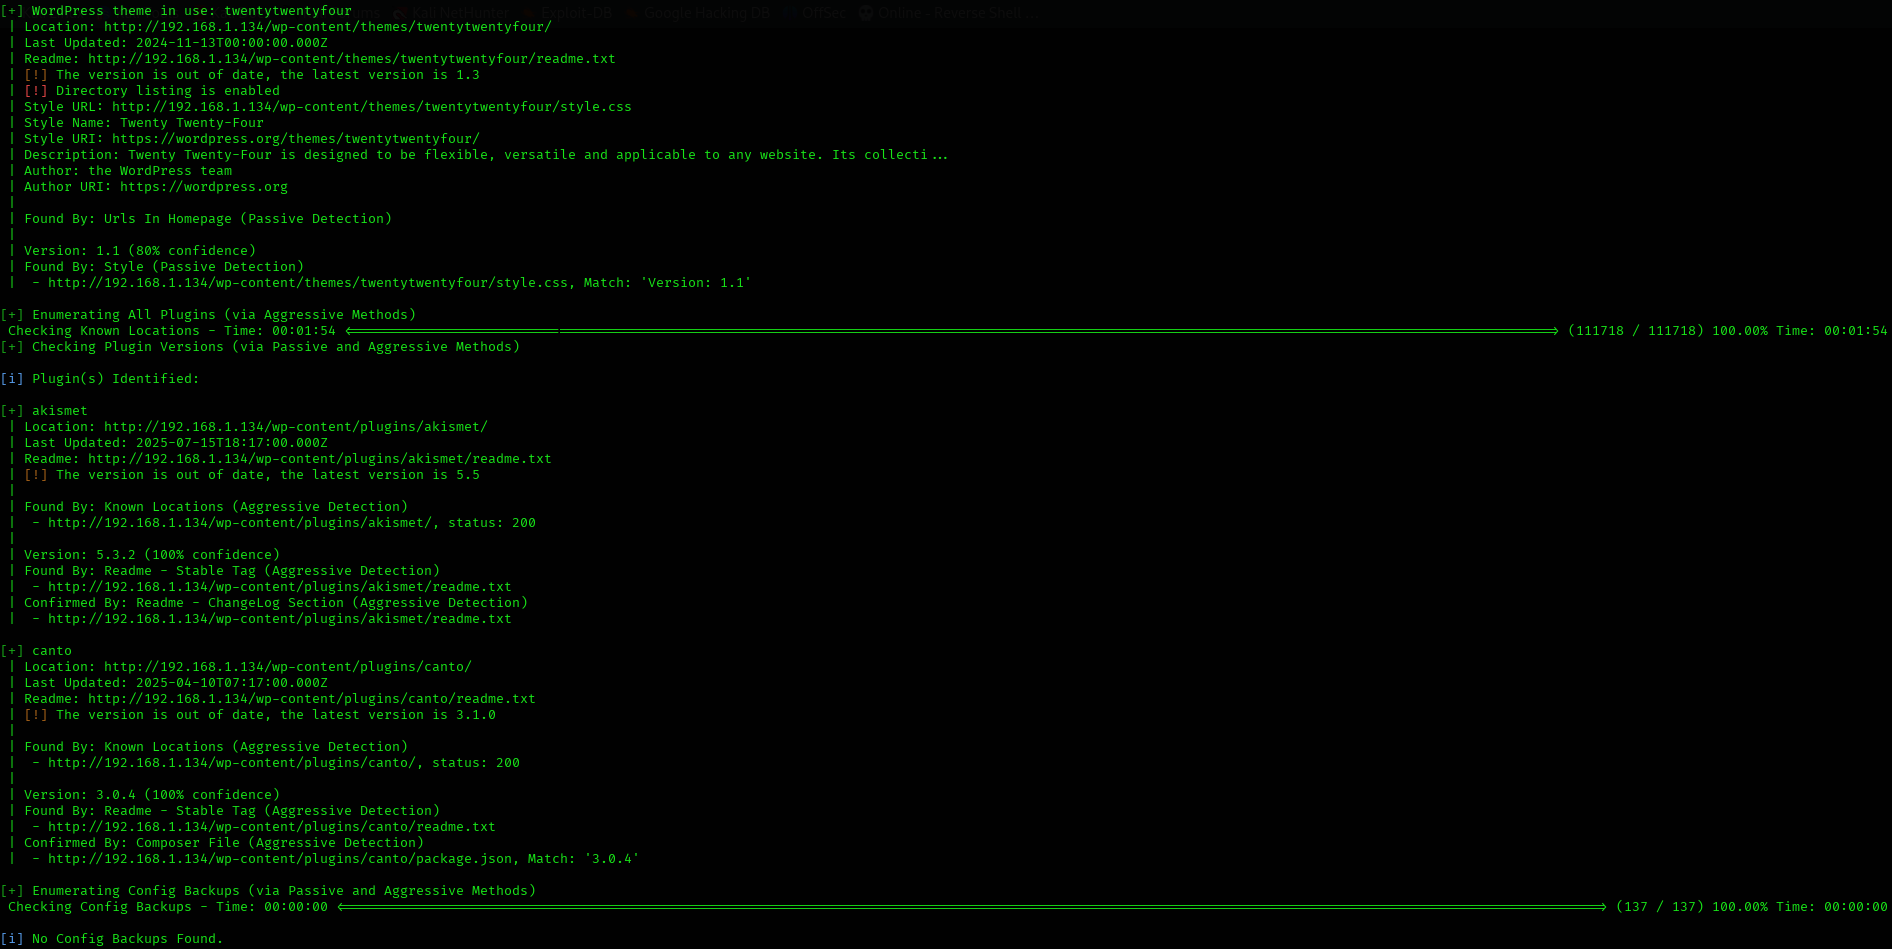 [+] WordPress theme in use: twentytwentyfour
Kali NetHunter Exploit-DB Google Hacking DB OffSec Online - Reverse Shell
| Location: http://192.168.1.134/wp-content/themes/twentytwentyfour/
| Last Updated: 2024-11-13T00:00:00.000Z
| Readme: http://192.168.1.134/wp-content/themes/twentytwentyfour/readme.txt
| [!] The version is out of date, the latest version is 1.3
| [!] Directory listing is enabled
| Style URL: http://192.168.1.134/wp-content/themes/twentytwentyfour/style.css
| Style Name: Twenty Twenty-Four
| Style URI: https://wordpress.org/themes/twentytwentyfour/
| Description: Twenty Twenty-Four is designed to be flexible, versatile and applicable to any website. Its collecti...
| Author: the WordPress team
| Author URI: https://wordpress.org
|
| Found By: Urls In Homepage (Passive Detection)
|
| Version: 1.1 (80% confidence)
| Found By: Style (Passive Detection)
|  - http://192.168.1.134/wp-content/themes/twentytwentyfour/style.css, Match: 'Version: 1.1'
[+] Enumerating All Plugins (via Aggressive Methods)
Checking Known Locations - Time: 00:01:54 <=====> (111718 / 111718) 100.00% Time: 00:01:54
[+] Checking Plugin Versions (via Passive and Aggressive Methods)
[i] Plugin(s) Identified:
[+] akismet
| Location: http://192.168.1.134/wp-content/plugins/akismet/
| Last Updated: 2025-07-15T18:17:00.000Z
| Readme: http://192.168.1.134/wp-content/plugins/akismet/readme.txt
| [!] The version is out of date, the latest version is 5.5
|
| Found By: Known Locations (Aggressive Detection)
|  - http://192.168.1.134/wp-content/plugins/akismet/, status: 200
|
| Version: 5.3.2 (100% confidence)
| Found By: Readme - Stable Tag (Aggressive Detection)
|  - http://192.168.1.134/wp-content/plugins/akismet/readme.txt
| Confirmed By: Readme - ChangeLog Section (Aggressive Detection)
|  - http://192.168.1.134/wp-content/plugins/akismet/readme.txt
[+] canto
| Location: http://192.168.1.134/wp-content/plugins/canto/
| Last Updated: 2025-04-10T07:17:00.000Z
| Readme: http://192.168.1.134/wp-content/plugins/canto/readme.txt
| [!] The version is out of date, the latest version is 3.1.0
|
| Found By: Known Locations (Aggressive Detection)
|  - http://192.168.1.134/wp-content/plugins/canto/, status: 200
|
| Version: 3.0.4 (100% confidence)
| Found By: Readme - Stable Tag (Aggressive Detection)
|  - http://192.168.1.134/wp-content/plugins/canto/readme.txt
| Confirmed By: Composer File (Aggressive Detection)
|  - http://192.168.1.134/wp-content/plugins/canto/package.json, Match: '3.0.4'
[+] Enumerating Config Backups (via Passive and Aggressive Methods)
Checking Config Backups - Time: 00:00:00 <=====> (137 / 137) 100.00% Time: 00:00:00
[i] No Config Backups Found.